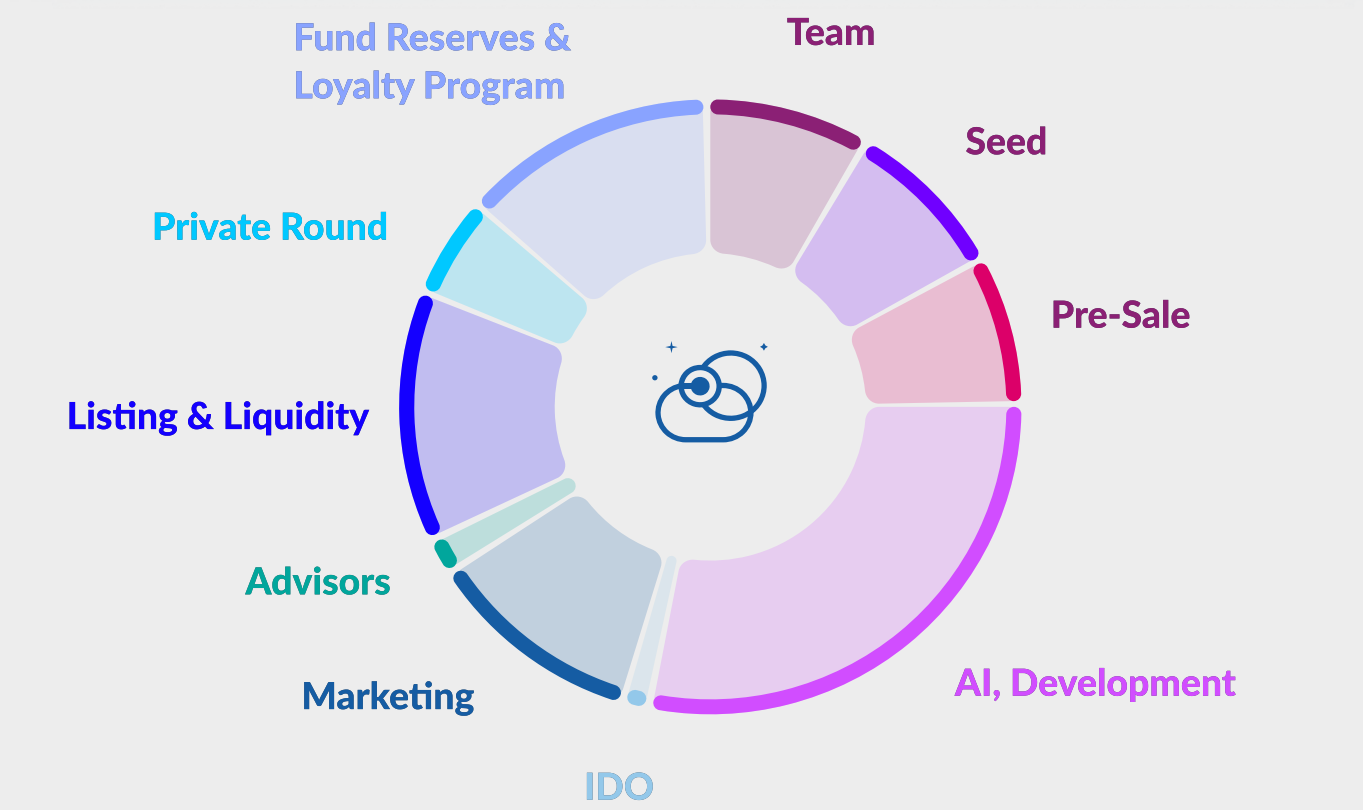 Fund Reserves &
Loyalty Program
Team
Seed
Private Round
Pre-Sale
Listing & Liquidity
Advisors
AI, Development
Marketing
IDO